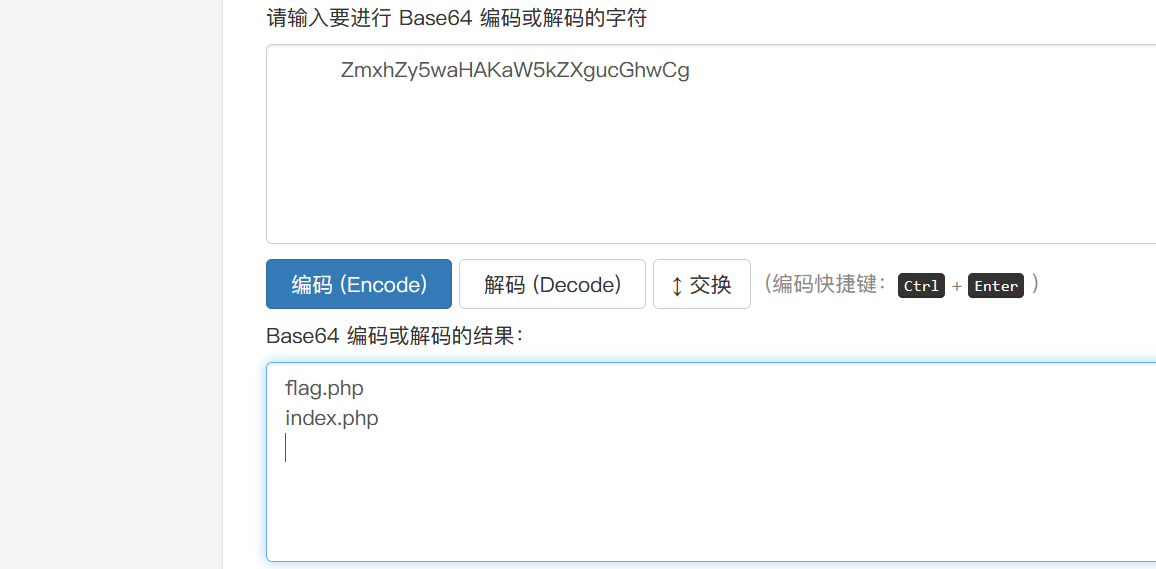 请输入要进行 Base64 编码或解码的字符
ZmxhZy5waHAKaW5kZXgucGhwCg
编码 (Encode) 解码 (Decode) ↕ 交换 (编码快捷键: Ctrl + Enter )
Base64 编码或解码的结果:
flag.php
index.php